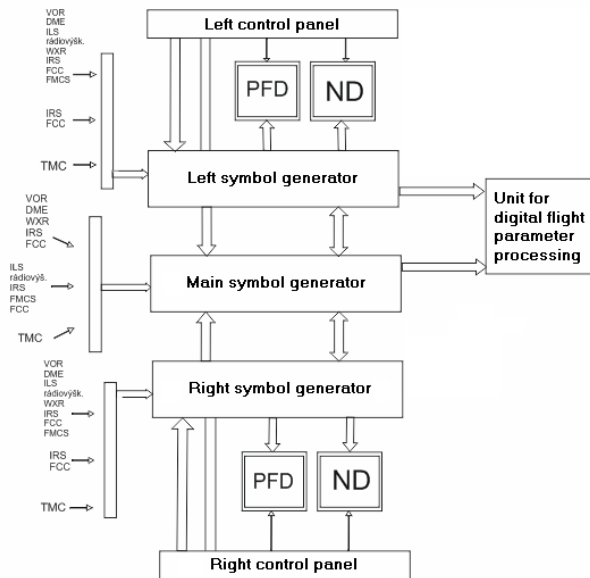 Left control panel
VOR
DME
ILS
rádiovýšk.
WXR
IRS
FCC
FMCS
IRS
FCC
TMC
PFD
ND
Left symbol generator
Unit for
digital flight
parameter
processing
VOR
DME
WXR
IRS
FCC
ILS
rádiovýš.
IRS
FMCS
FCC
TMC
Main symbol generator
VOR
DME
ILS
rádiovýšk.
WXR
IRS
FCC
FMCS
IRS
FCC
TMC
Right symbol generator
PFD
ND
Right control panel